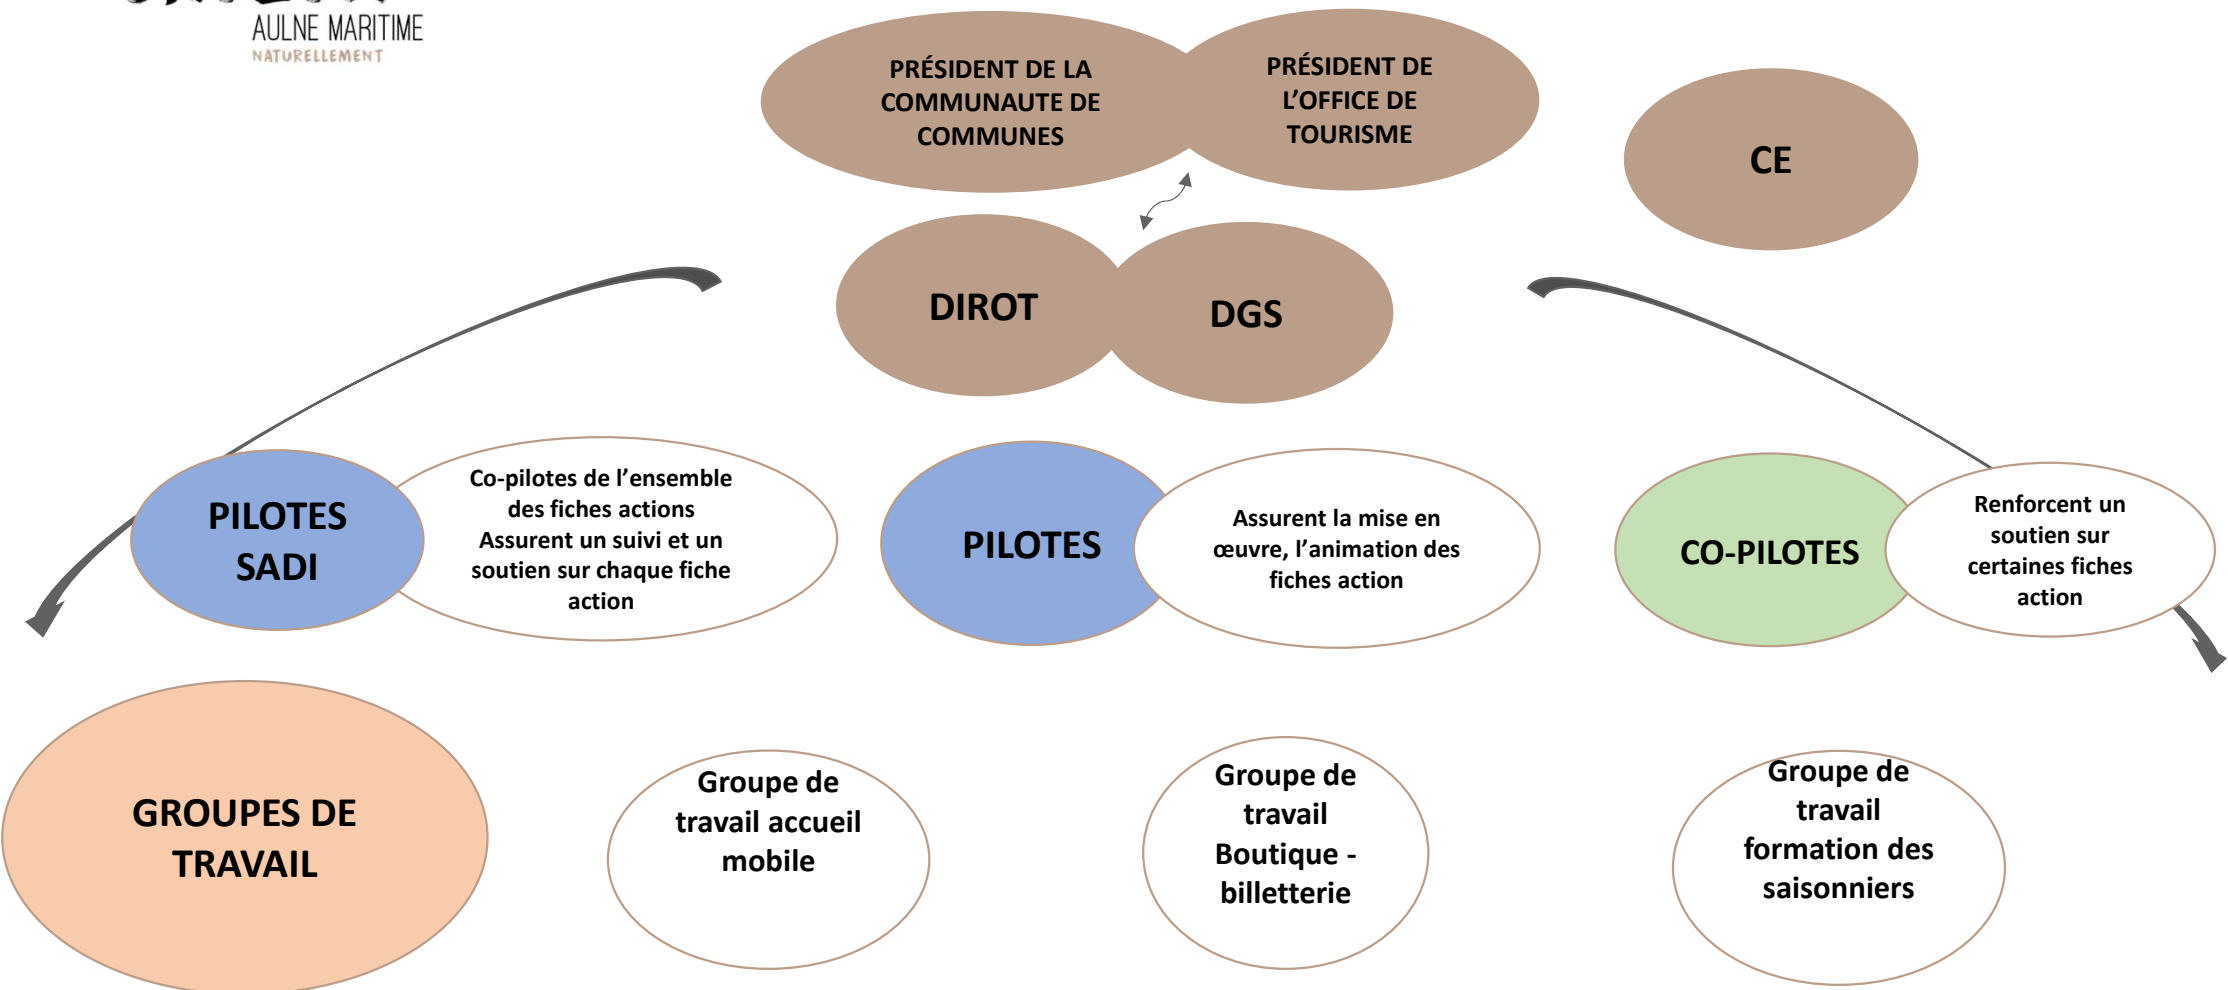 AULNE MARITIME
NATURELLEMENT
PRÉSIDENT DE LA
COMMUNAUTE DE
COMMUNES
PRÉSIDENT DE
L’OFFICE DE
TOURISME
CE
DIROT
DGS
PILOTES
SADI
Co-pilotes de l’ensemble
des fiches actions
Assurent un suivi et un
soutien sur chaque fiche
action
PILOTES
Assurent la mise en
œuvre, l’animation des
fiches action
CO-PILOTES
Renforcent un
soutien sur
certaines fiches
action
GROUPES DE
TRAVAIL
Groupe de
travail accueil
mobile
Groupe de
travail
Boutique -
billetterie
Groupe de
travail
formation des
saisonniers